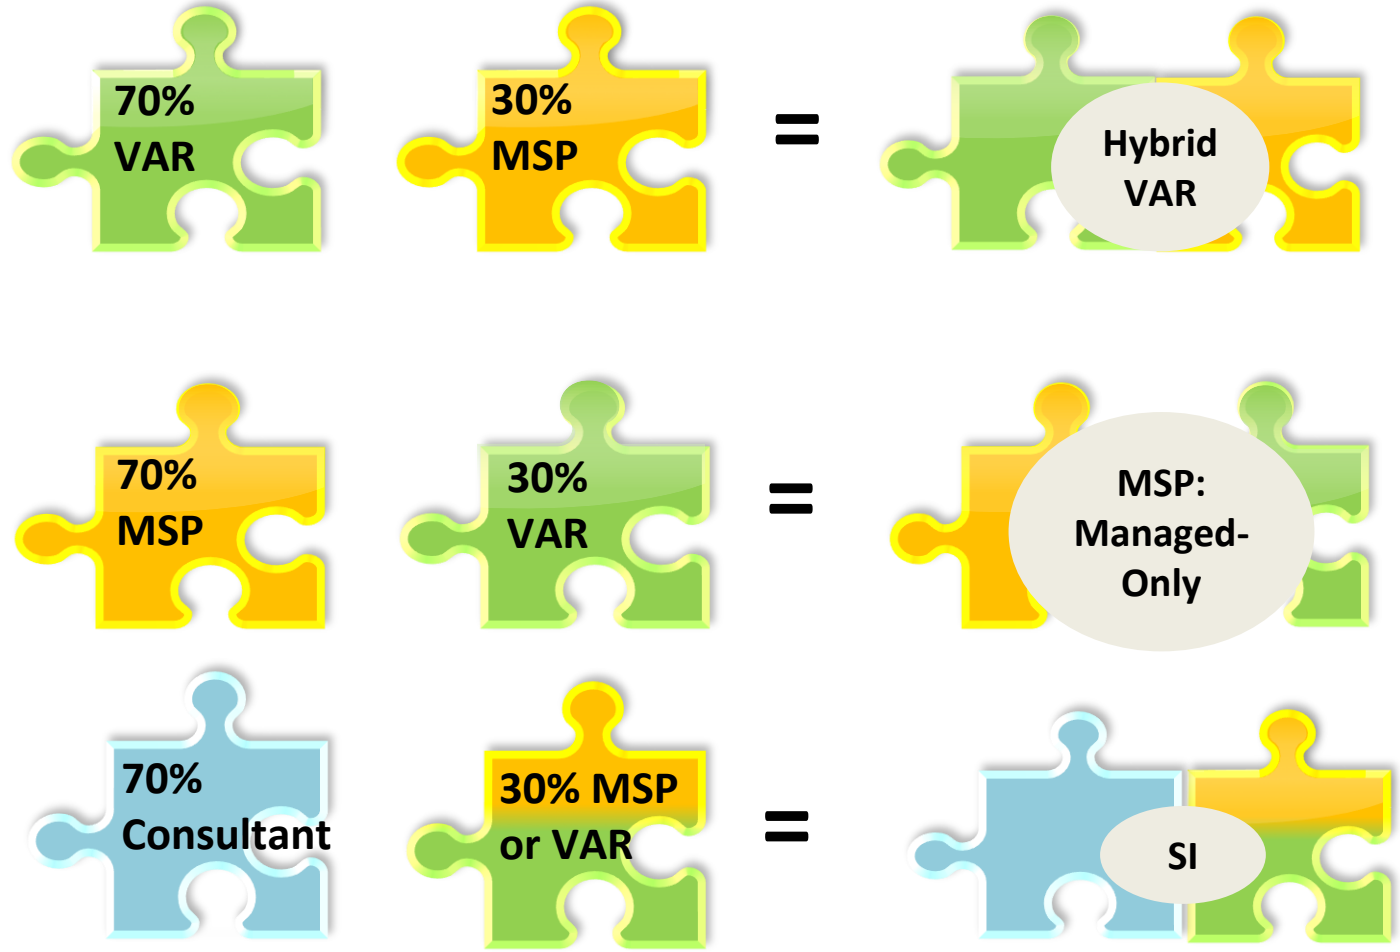 70%
VAR
30%
MSP
=
Hybrid
VAR
70%
MSP
30%
VAR
=
MSP:
Managed-
Only
70%
Consultant
30% MSP
or VAR
=
SI